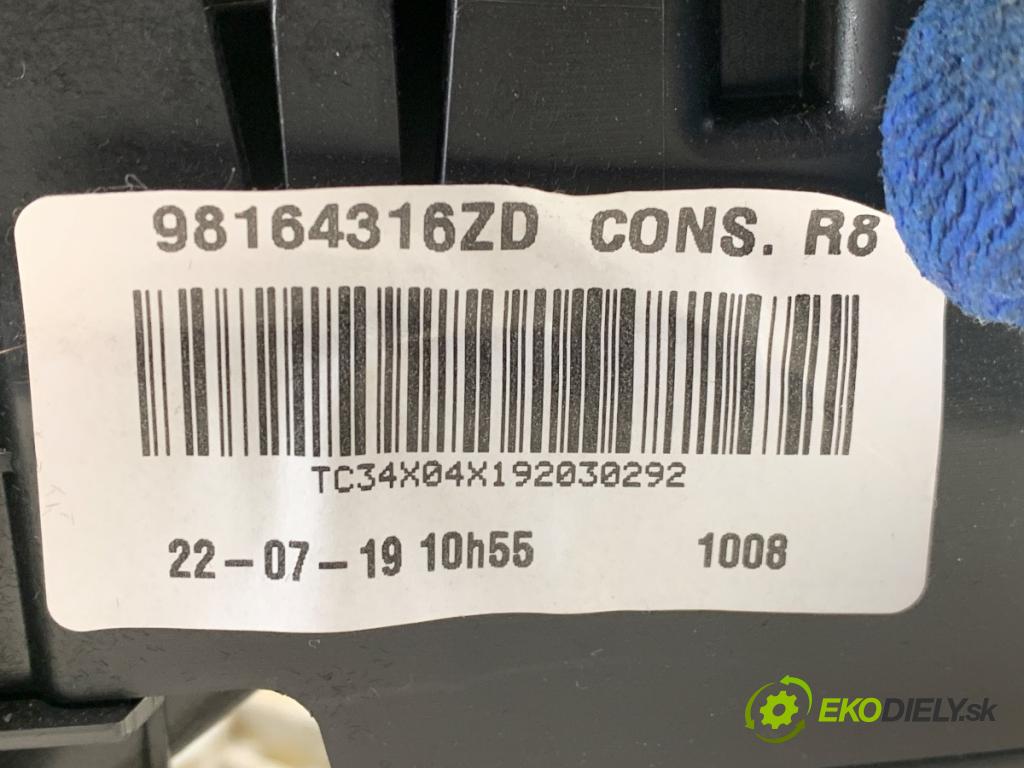 98164316ZD CONS. R8
TC34X04X192030292
22-07-19 10h55 1008
EKODIELY.sk